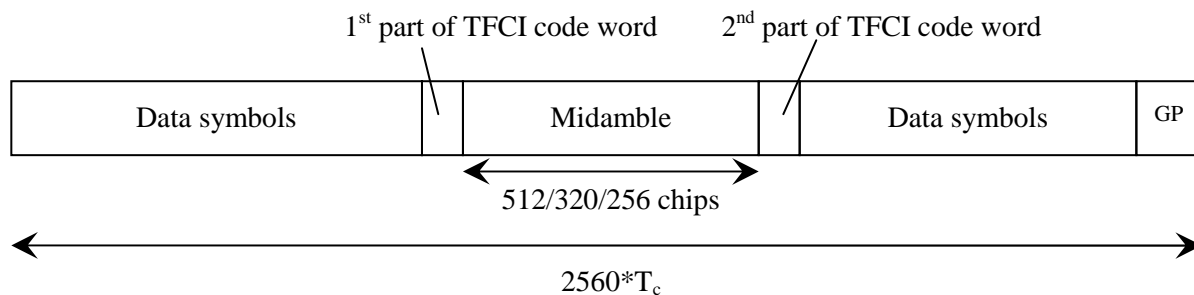 1st part of TFCI code word 2nd part of TFCI code word
Data symbols Midamble Data symbols GP
512/320/256 chips
2560*Tc